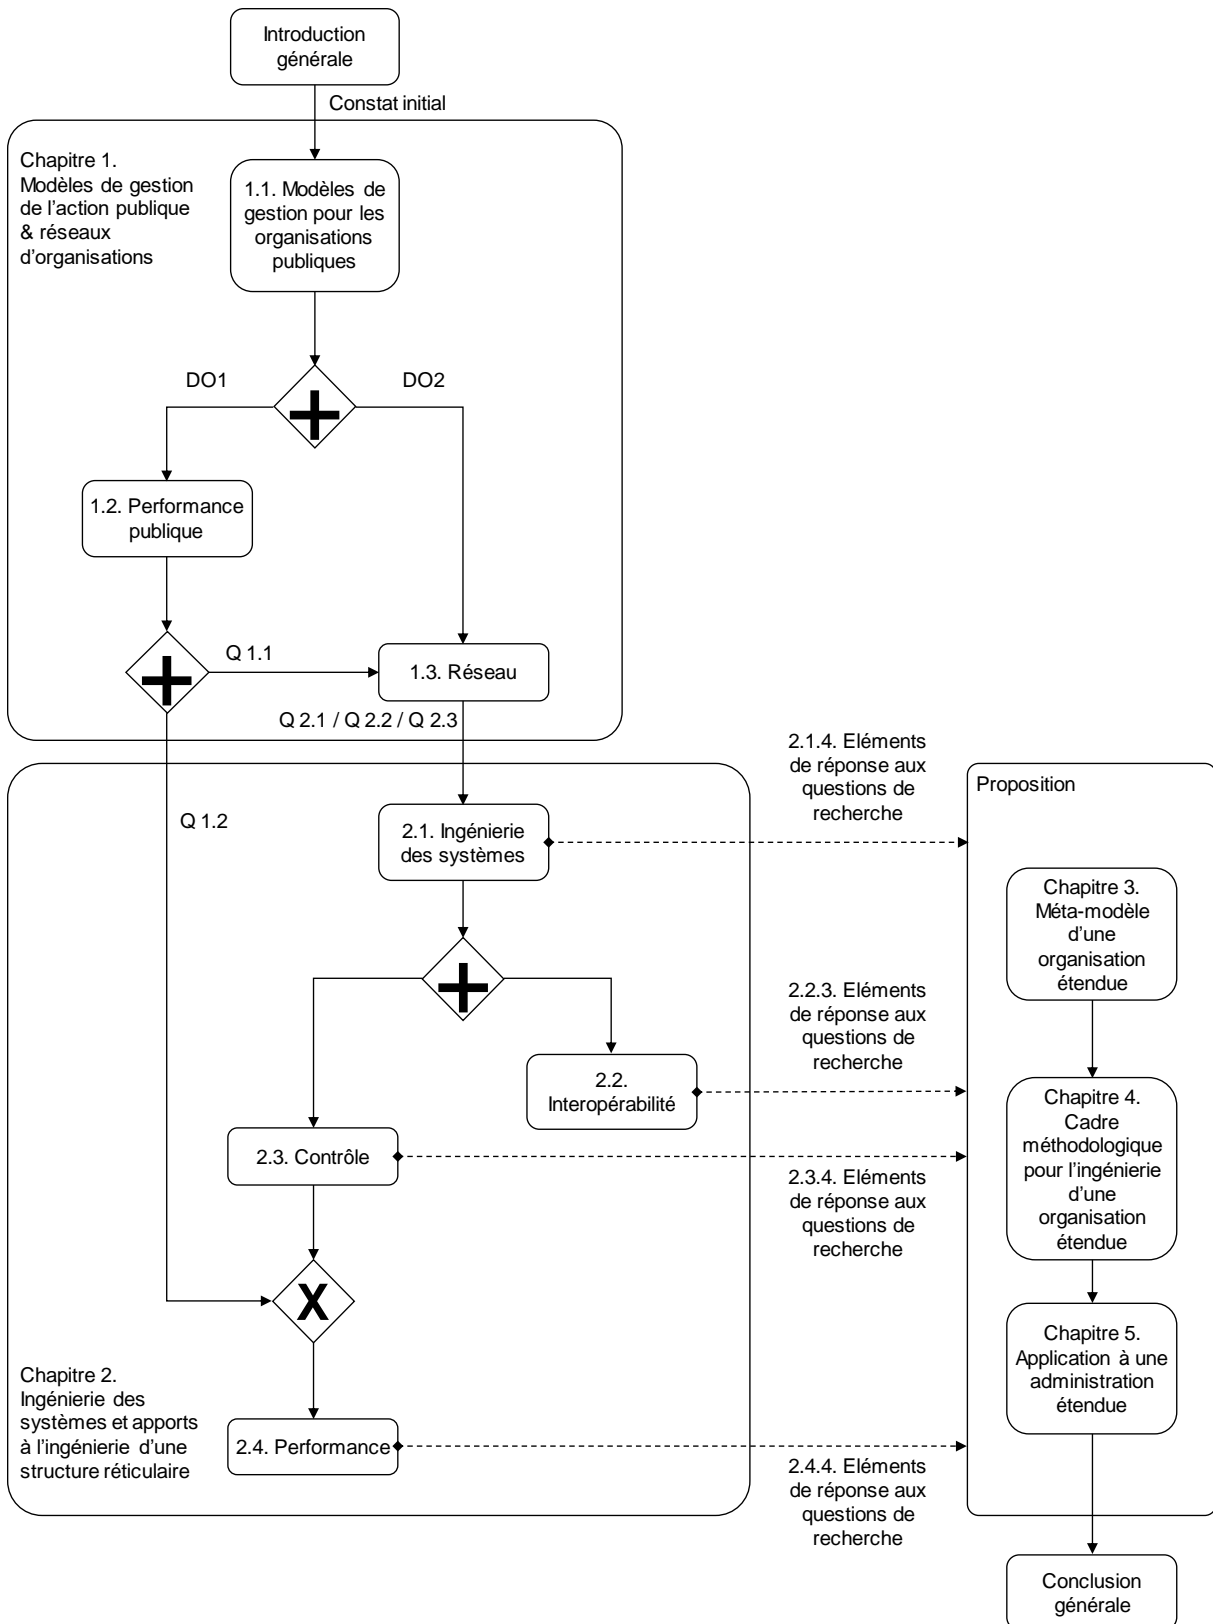 Introduction
générale
Constat initial
Chapitre 1.
Modèles de gestion
de l'action publique
& réseaux
d'organisations
1.1. Modèles de
gestion pour les
organisations
publiques
DO1
DO2
1.2. Performance
publique
Q 1.1
1.3. Réseau
Q 2.1 / Q 2.2 / Q 2.3
Q 1.2
2.1. Ingénierie
des systèmes
2.1.4. Eléments
de réponse aux
questions de
recherche
Proposition
Chapitre 3.
Méta-modèle
d'une
organisation
étendue
2.2.3. Eléments
de réponse aux
questions de
recherche
2.2.
Interopérabilité
Chapitre 4.
Cadre
méthodologique
pour l'ingénierie
d'une
organisation
étendue
2.3. Contrôle
2.3.4. Eléments
de réponse aux
questions de
recherche
X
Chapitre 5.
Application à une
administration
étendue
Chapitre 2.
Ingénierie des
systèmes et apports
à l'ingénierie d'une
structure réticulaire
2.4. Performance
2.4.4. Eléments
de réponse aux
questions de
recherche
Conclusion
générale